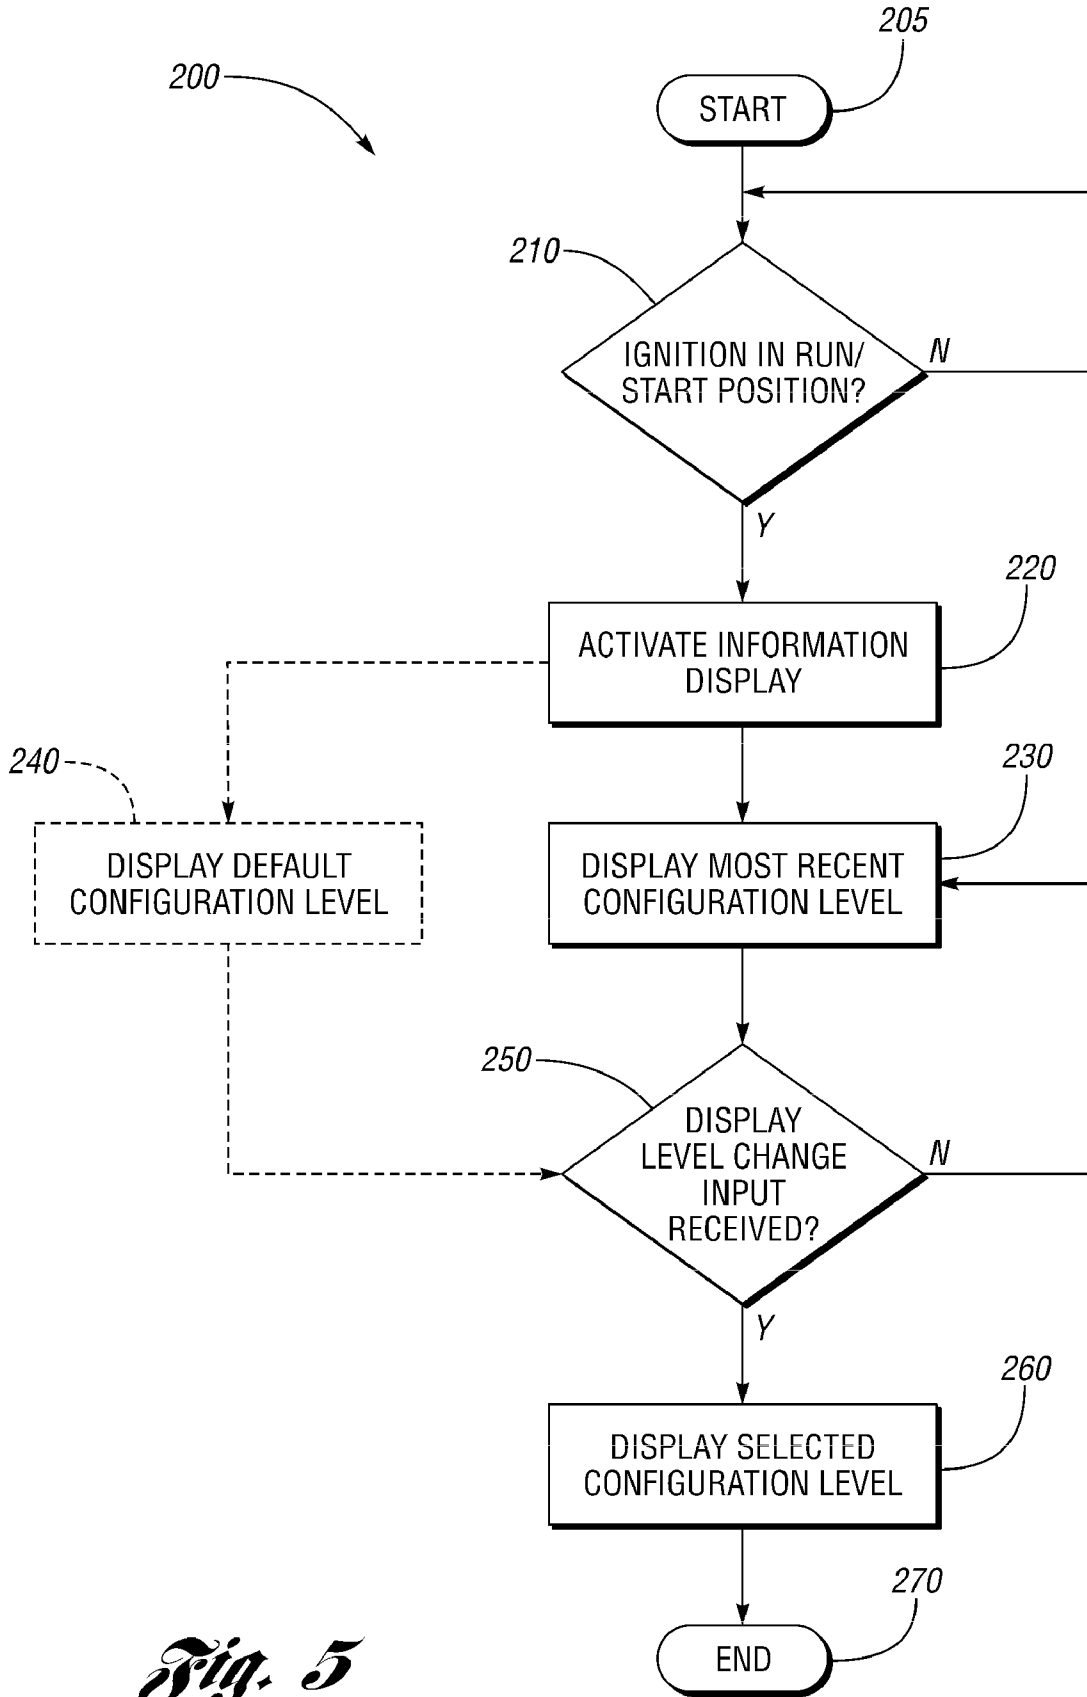 205
200
START
210
IGNITION IN RUN/
START POSITION?
N
Y
220
ACTIVATE INFORMATION
DISPLAY
230
240
DISPLAY DEFAULT
CONFIGURATION LEVEL
DISPLAY MOST RECENT
CONFIGURATION LEVEL
250
DISPLAY
LEVEL CHANGE
INPUT
RECEIVED?
N
Y
260
DISPLAY SELECTED
CONFIGURATION LEVEL
270
END
Fig. 5